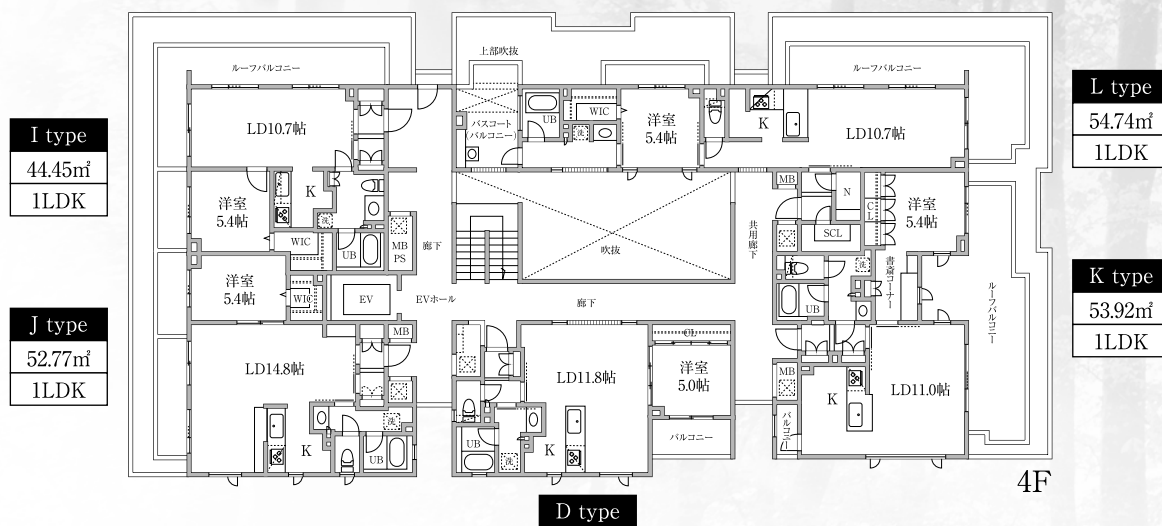 上部吹抜
ルーフバルコニー
ルーフバルコニー
I type
44.45㎡
1LDK
LD10.7帖
バスコート
(バルコニー)
UB
WIC
洗
洋室
5.4帖
K
LD10.7帖
L type
54.74㎡
1LDK
洋室
5.4帖
K
洗
WIC
UB
MB
PS
廊下
吹抜
共用廊下
MB
N
SCL
CL
洋室
5.4帖
洋室
5.4帖
WIC
EV
EVホール
廊下
洗
UB
書斎コーナー
ルーフバルコニー
K type
53.92㎡
1LDK
J type
52.77㎡
1LDK
LD14.8帖
MB
K
洗
UB
LD11.8帖
CL
洋室
5.0帖
バルコニー
UB
洗
K
MB
バルコニー
K
LD11.0帖
4F
D type